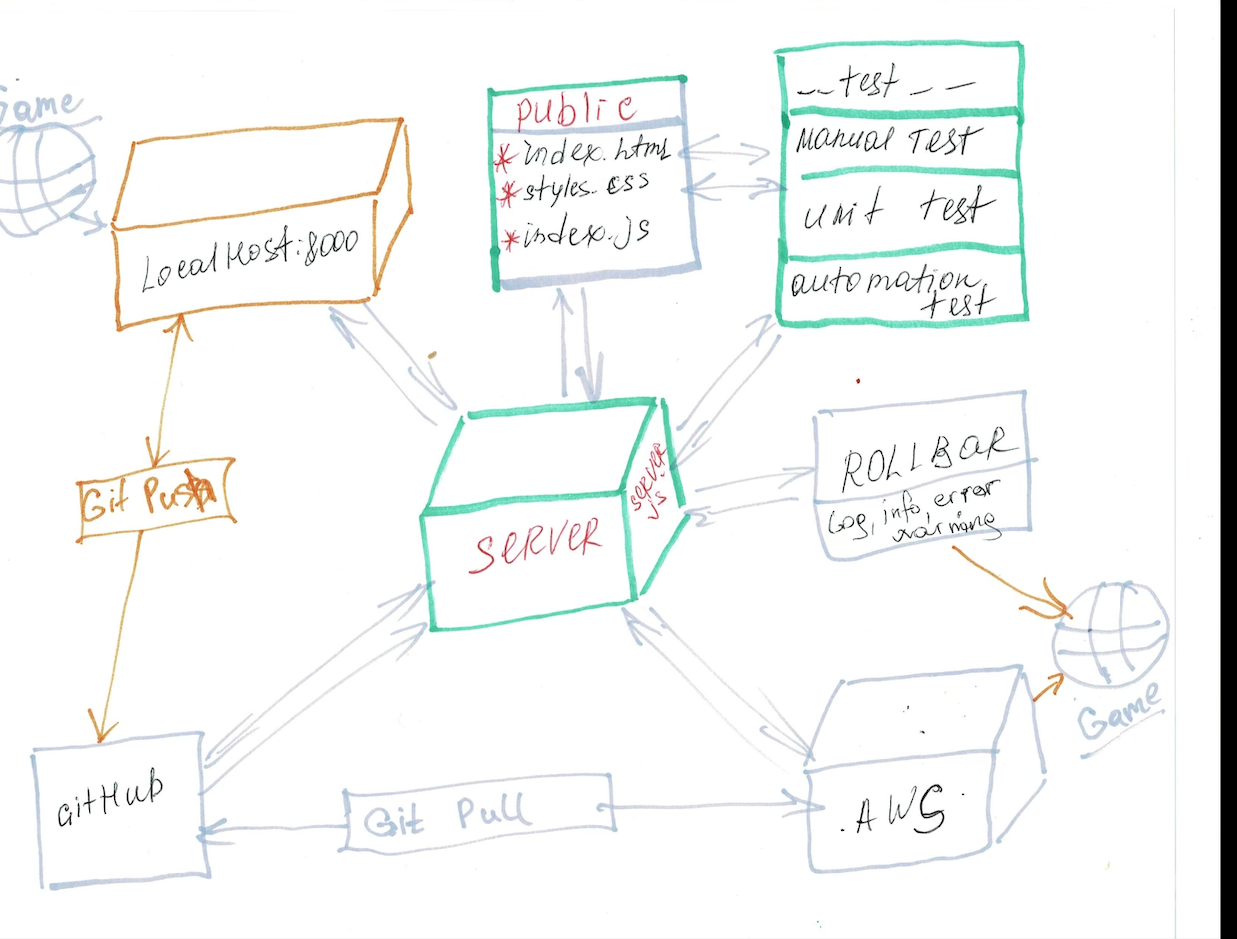 Game
LocalHost:8000
public
*index.html
*styles.css
*index.js
__test__
Manual Test
unit test
automation
test
Git Push
SERVER
SERVER
js
ROLLBAR
Log, info, error
warning
Game
gitHub
Git Pull
AWS